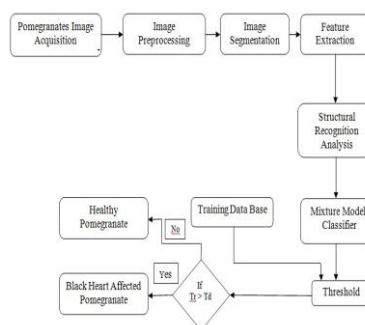 Pomegranates Image
Acquisition
Image
Preprocessing
Image
Segmentation
Feature
Extraction
Structural
Recognition
Analysis
Healthy
Pomegranate
No
Training Data Base
Mixture Model
Classifier
Black Heart Affected
Pomegranate
Yes
If
Tr > Td
Threshold